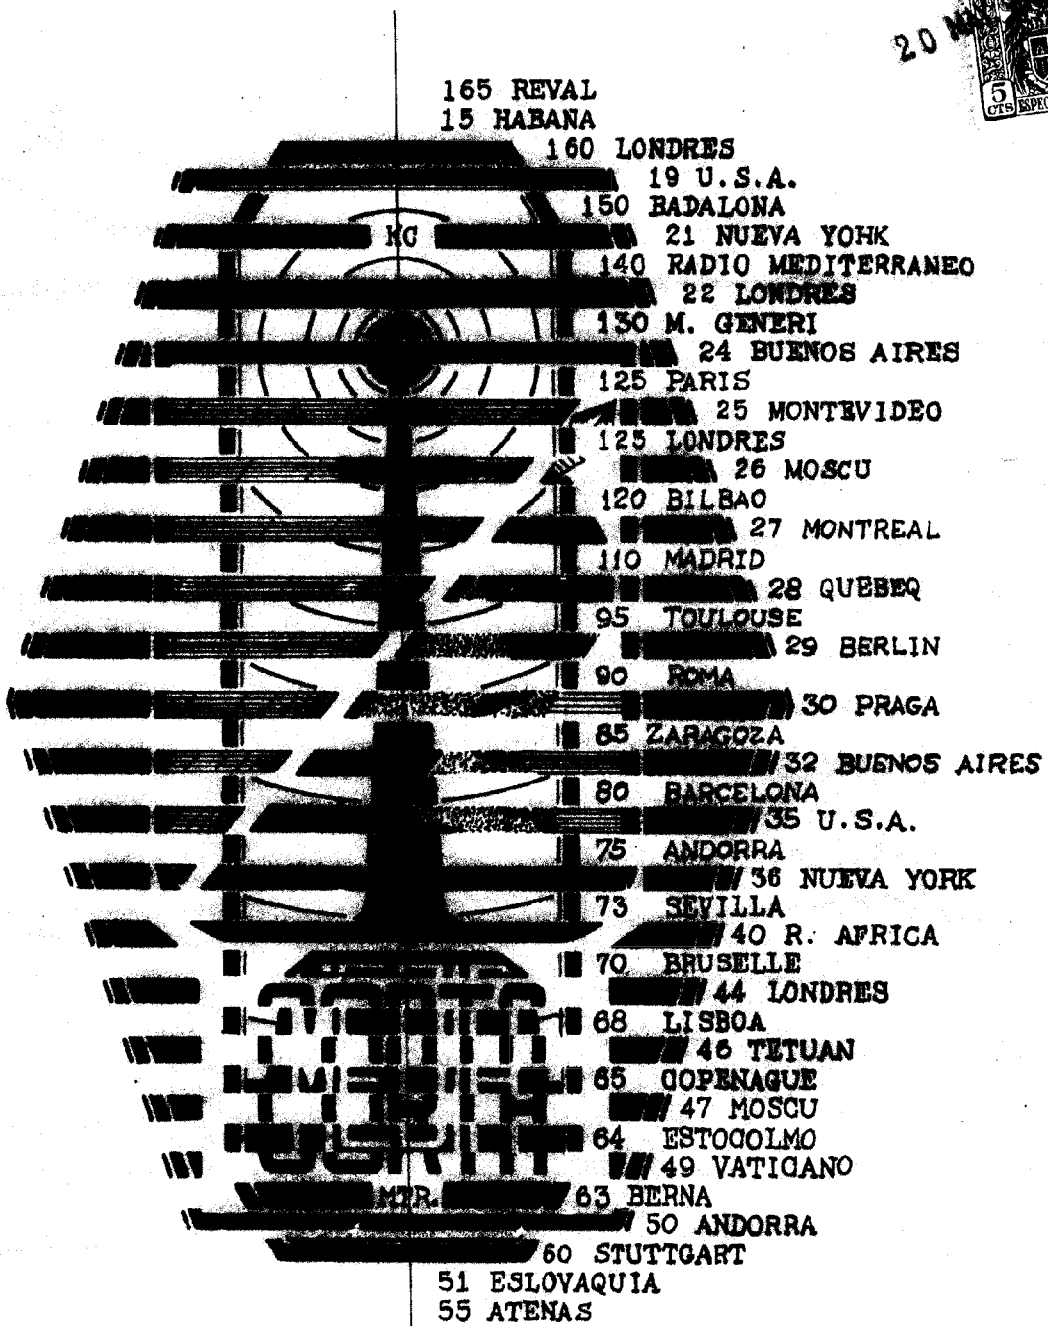 20 MA
5
CTS ESPE
165 REVAL
15 HABANA
160 LONDRES
19 U.S.A.
150 BADALONA
KC
21 NUEVA YORK
140 RADIO MEDITERRANEO
22 LONDRES
130 M. GENERI
24 BUENOS AIRES
125 PARIS
25 MONTEVIDEO
125 LONDRES
26 MOSCU
120 BILBAO
27 MONTREAL
110 MADRID
28 QUEBEQ
95 TOULOUSE
29 BERLIN
90 ROMA
30 PRAGA
85 ZARAGOZA
32 BUENOS AIRES
80 BARCELONA
35 U.S.A.
75 ANDORRA
36 NUEVA YORK
73 SEVILLA
40 R. AFRICA
70 BRUSELLE
44 LONDRES
68 LISBOA
46 TETUAN
65 COPENAGUE
47 MOSCU
64 ESTOCOLMO
49 VATICANO
MTR. 63 BERNA
50 ANDORRA
60 STUTTGART
51 ESLOVAQUIA
55 ATENAS